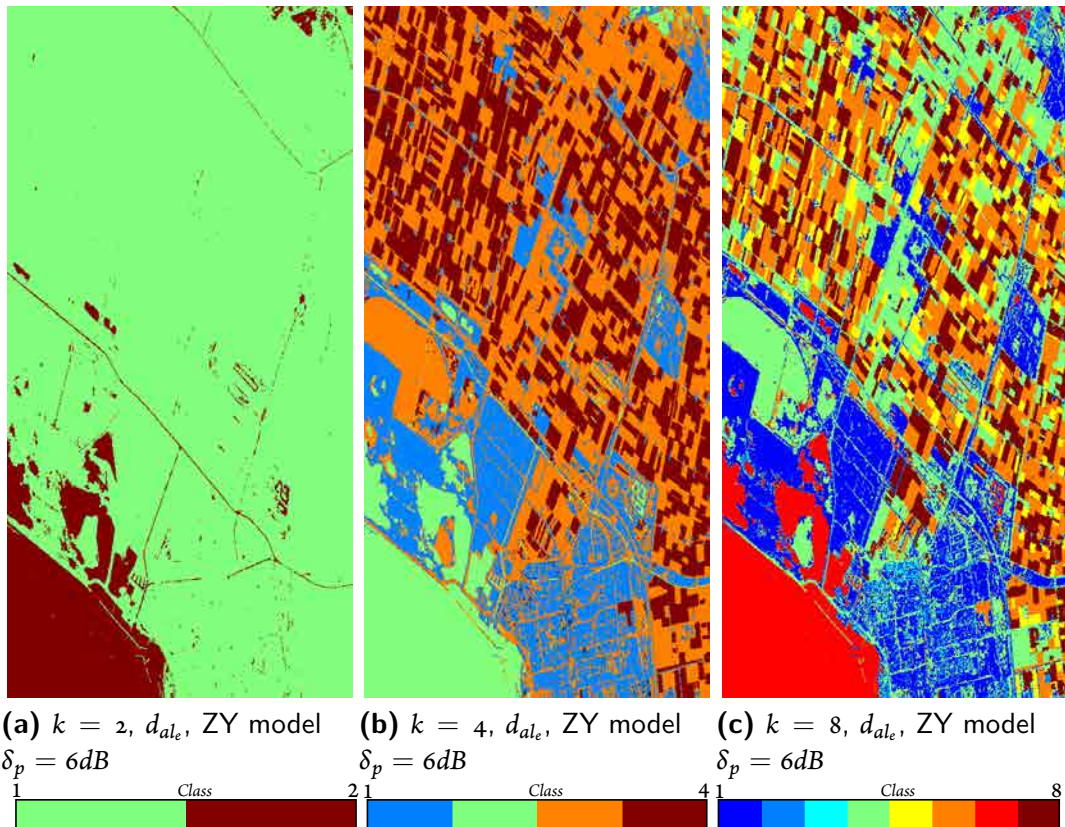 (a) k = 2, d_{al_e}, ZY model
δ_p = 6dB
1 Class 2
(b) k = 4, d_{al_e}, ZY model
δ_p = 6dB
1 Class 4
(c) k = 8, d_{al_e}, ZY model
δ_p = 6dB
1 Class 8